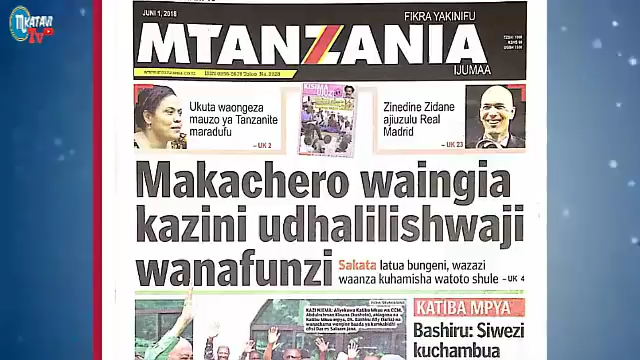 MKATAVI
TV
JUNI 1, 2018
FIKRA YAKINIFU
MTANZANIA
IJUMAA
Ukuta waongeza
mauzo ya Tanzanite
maradufu
– UK 2
KISIMA
Zinedine Zidane
ajiuzulu Real
Madrid
– UK 23
Makachero waingia
kazini udhalilishwaji
wanafunzi
Sakata latua bungeni, wazazi
waanza kuhamisha watoto shule – UK 4
KATIBA MPYA
Bashiru: Siwezi
kuchambua